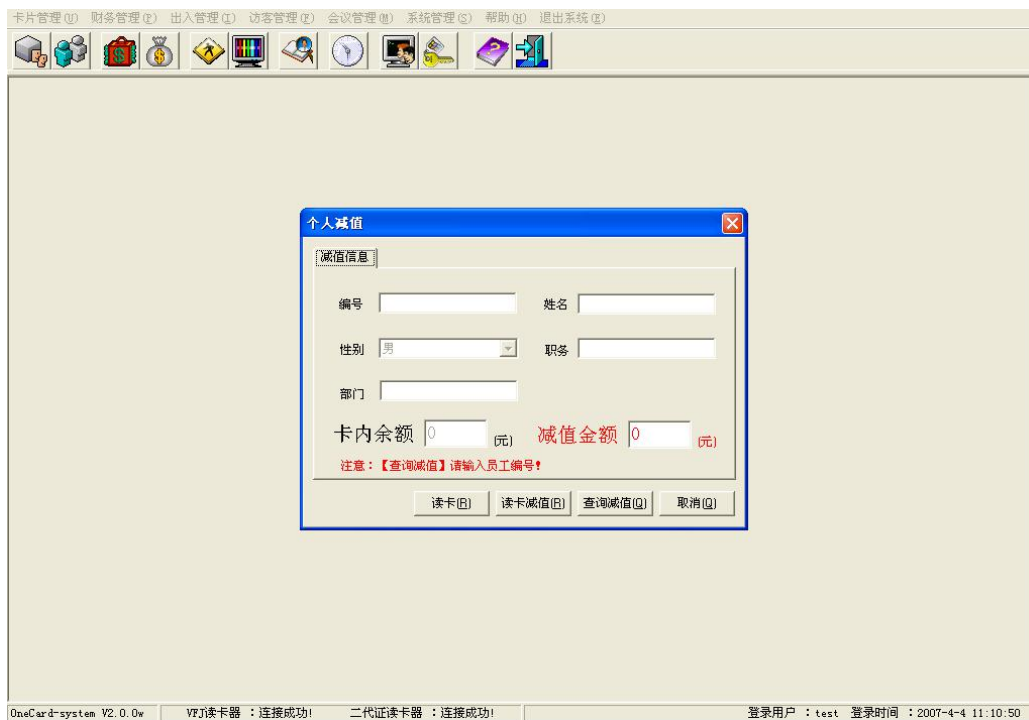 卡片管理(U) 财务管理(P) 出入管理(I) 访客管理(P) 会议管理(M) 系统管理(S) 帮助(H) 退出系统(E)
个人减值
减值信息
编号 姓名
性别 男 职务
部门
卡内余额 0 (元) 减值金额 0 (元)
注意：【查询减值】请输入员工编号！
读卡(R) 读卡减值(R) 查询减值(Q) 取消(Q)
OneCard-system V2.0.0w VFJ读卡器 ：连接成功! 二代证读卡器 ：连接成功! 登录用户 ：test 登录时间 ：2007-4-4 11:10:50